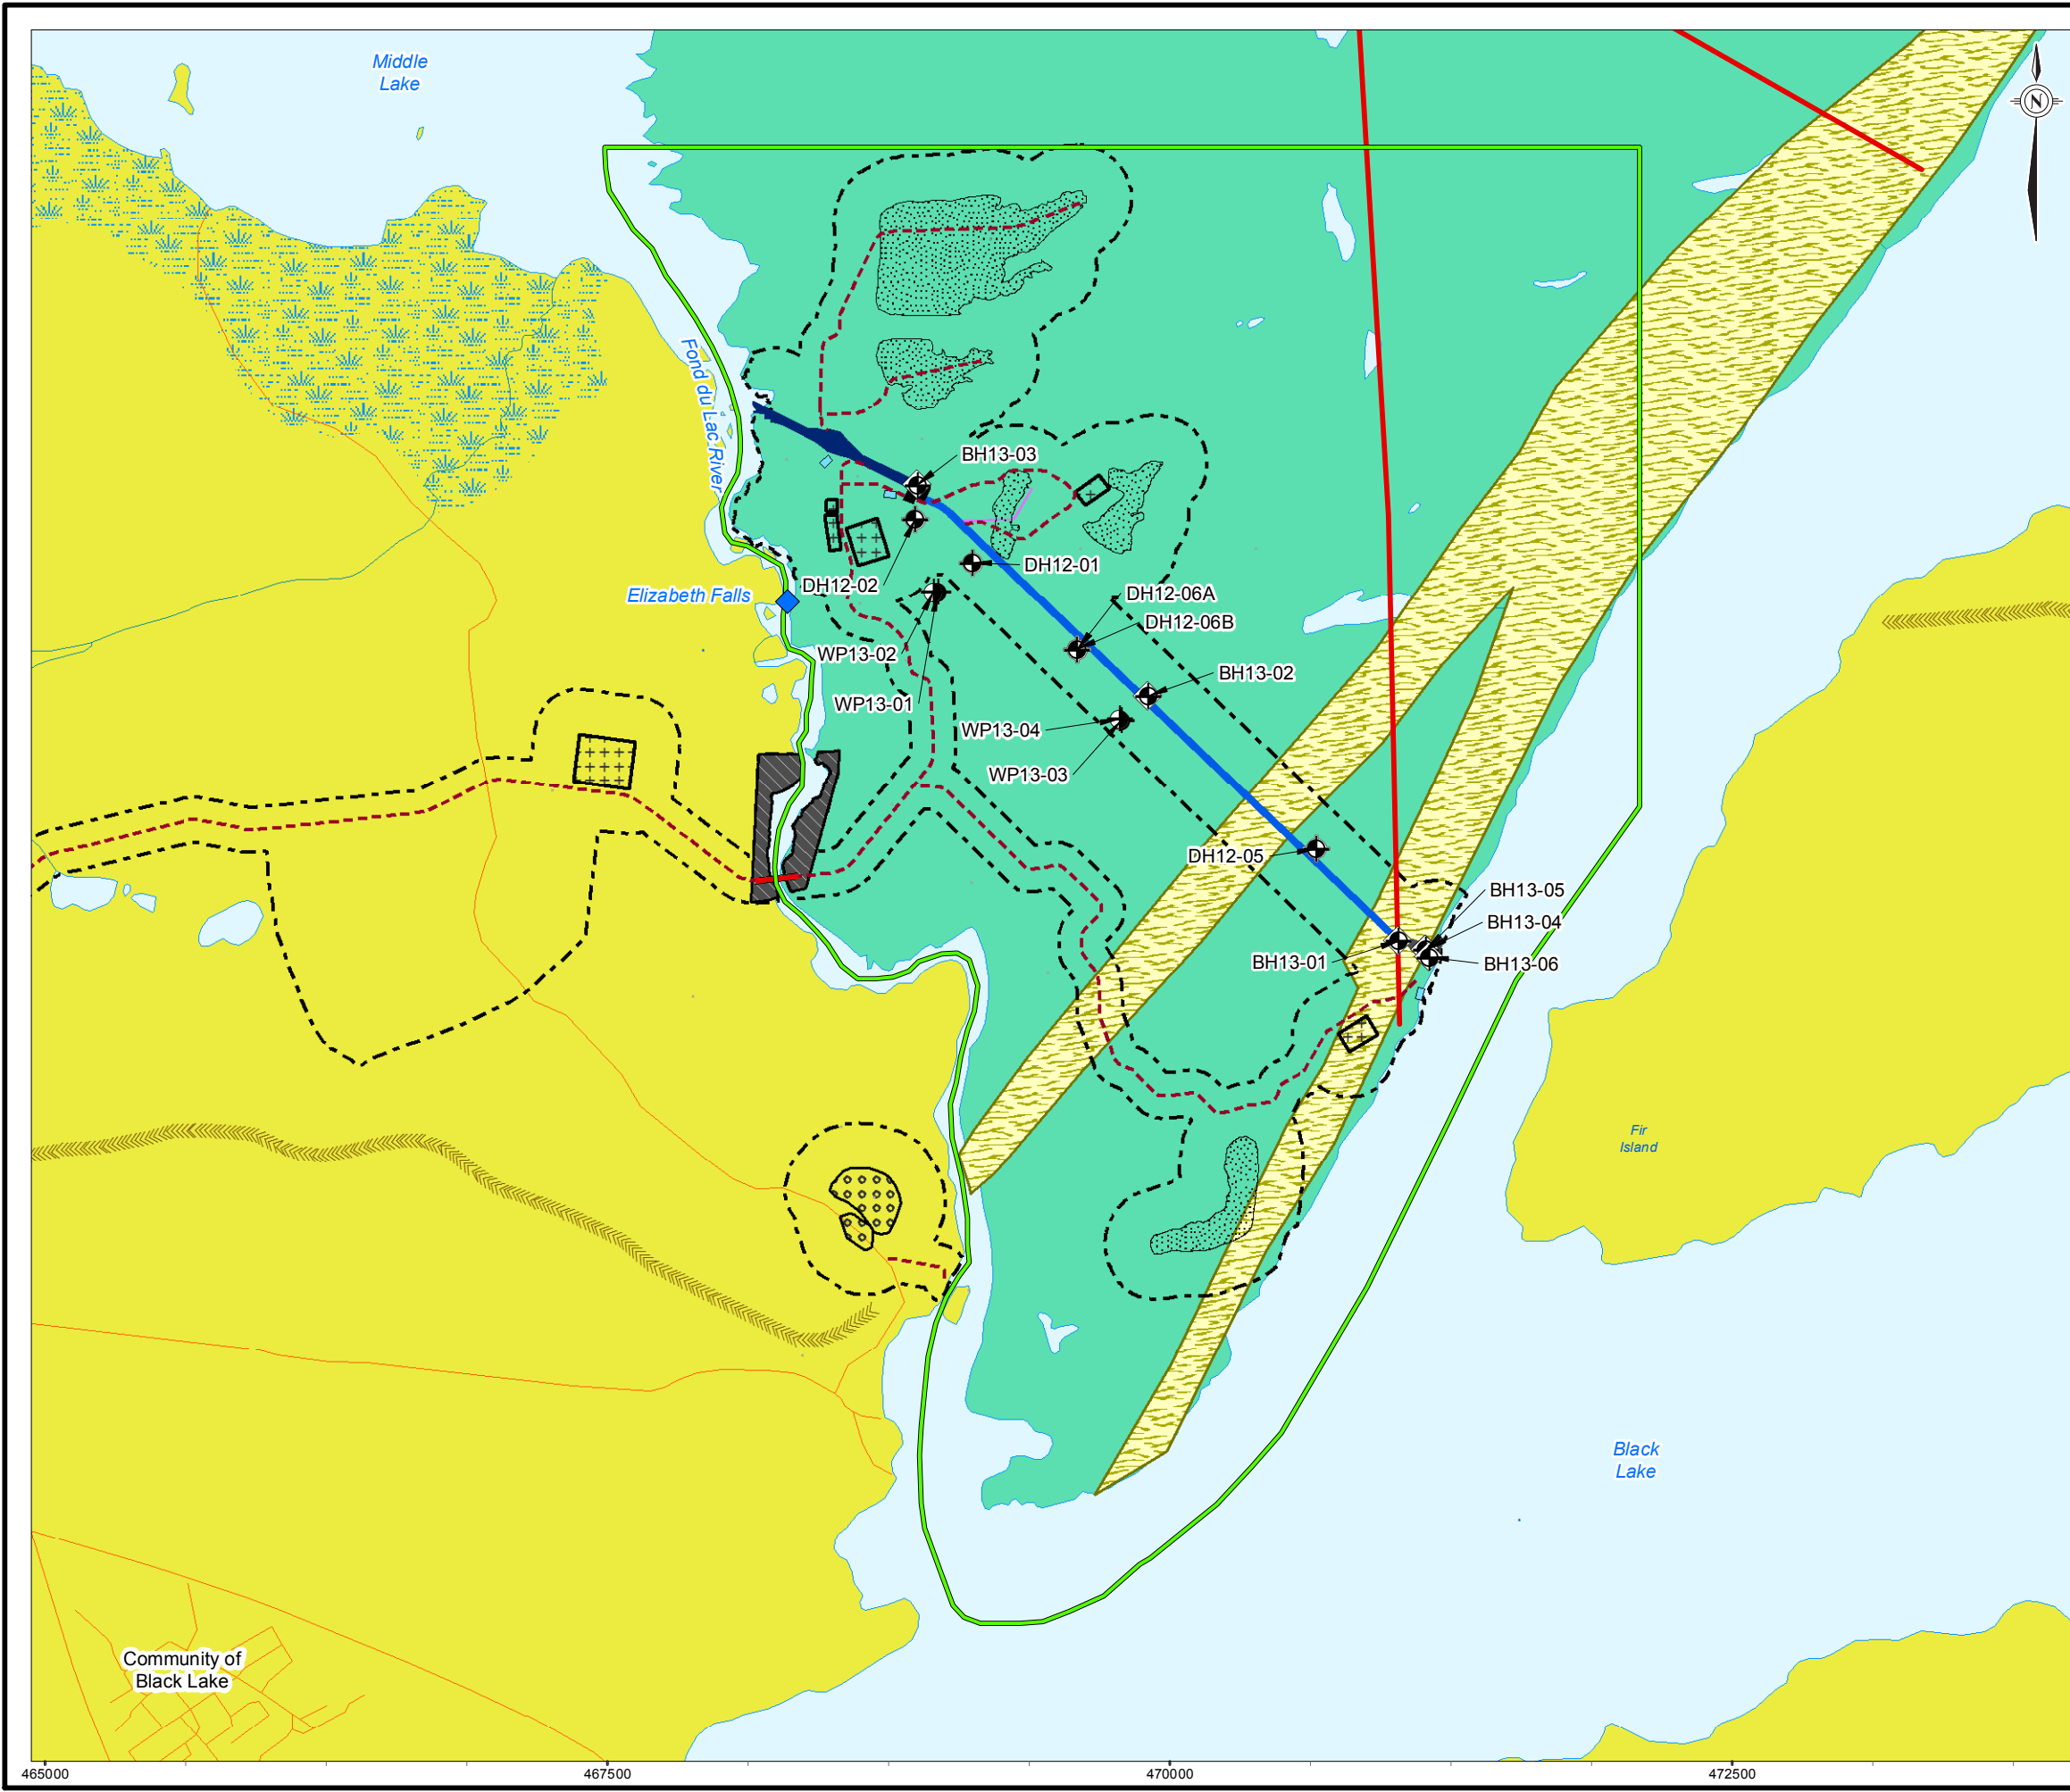 Middle
Lake
N
Fond du Lac River
BH13-03
DH12-02
DH12-01
Elizabeth Falls
DH12-06A
DH12-06B
WP13-02
BH13-02
WP13-01
WP13-04
WP13-03
DH12-05
BH13-05
BH13-04
BH13-01
BH13-06
Fir
Island
Black
Lake
Community of
Black Lake
465000
467500
470000
472500